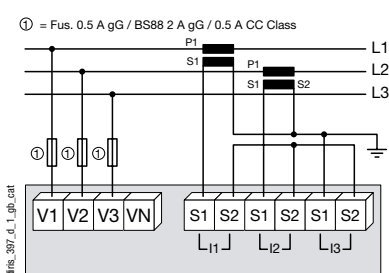 ① = Fus. 0.5 A gG / BS88 2 A gG / 0.5 A CC Class
P1 L1
S1 P1 L2
S1 S2 L3
① ① ①
V1 V2 V3 VN S1 S2 S1 S2 S1 S2
I1 I2 I3
diris_397_d_1_gb_cat